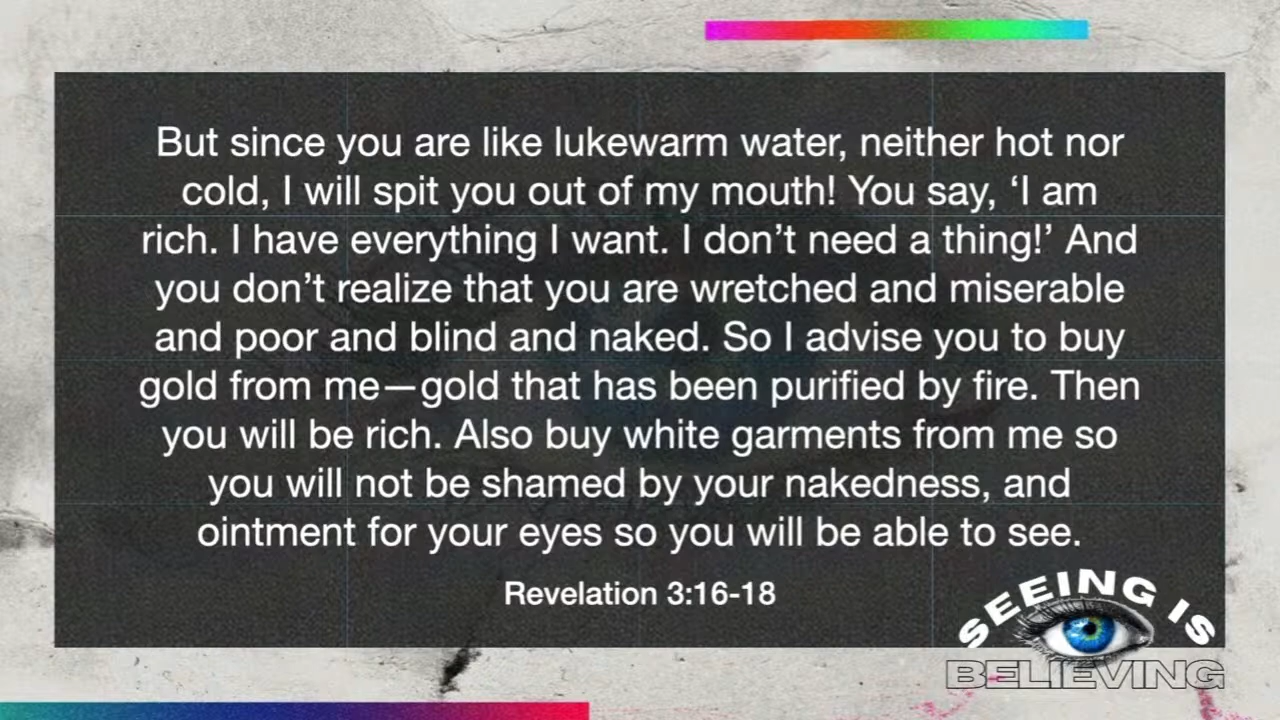 But since you are like lukewarm water, neither hot nor
cold, I will spit you out of my mouth! You say, ‘I am
rich. I have everything I want. I don’t need a thing!’ And
you don’t realize that you are wretched and miserable
and poor and blind and naked. So I advise you to buy
gold from me—gold that has been purified by fire. Then
you will be rich. Also buy white garments from me so
you will not be shamed by your nakedness, and
ointment for your eyes so you will be able to see.
Revelation 3:16-18
SEEING IS
BELIEVING